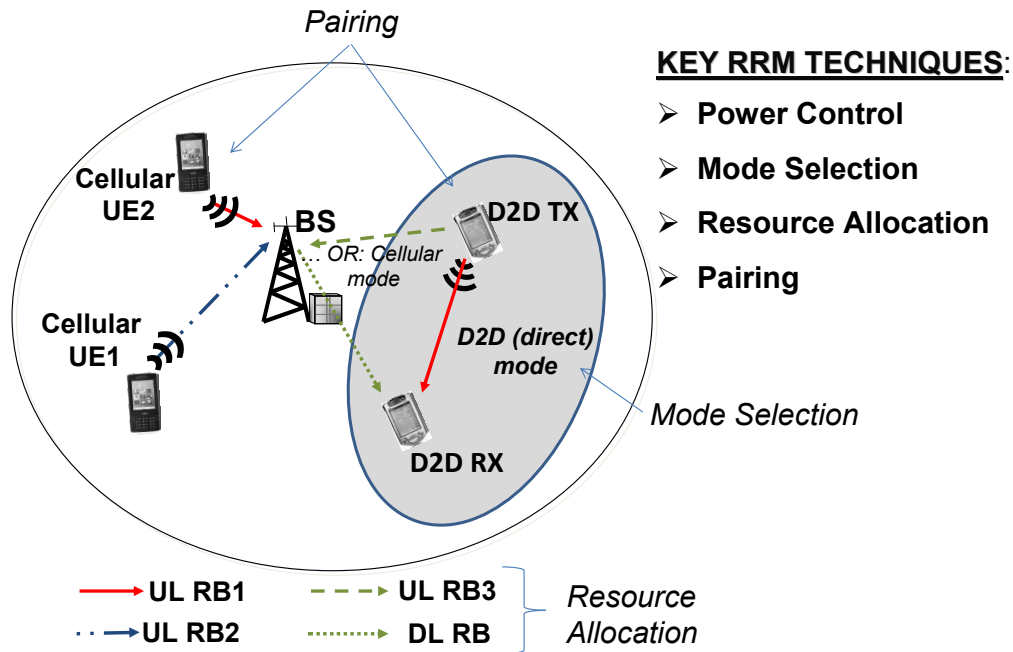 Pairing
KEY RRM TECHNIQUES:
➢ Power Control
➢ Mode Selection
➢ Resource Allocation
➢ Pairing
Cellular
UE2
BS
D2D TX
... OR: Cellular
mode
Cellular
UE1
D2D (direct)
mode
Mode Selection
D2D RX
UL RB1
UL RB3
UL RB2
DL RB
Resource
Allocation